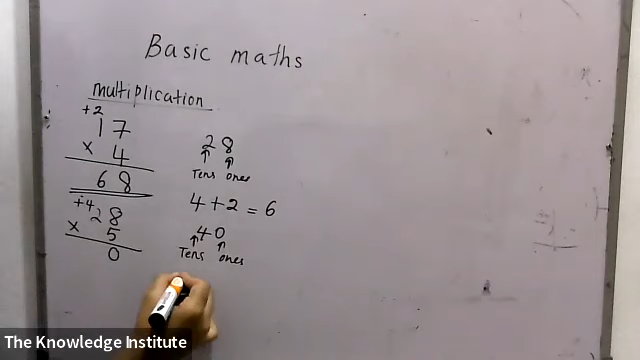 Basic maths
multiplication
+2
17
× 4
68
+4
28
× 5
0
28
Tens ones
4+2=6
40
Tens ones
The Knowledge Institute